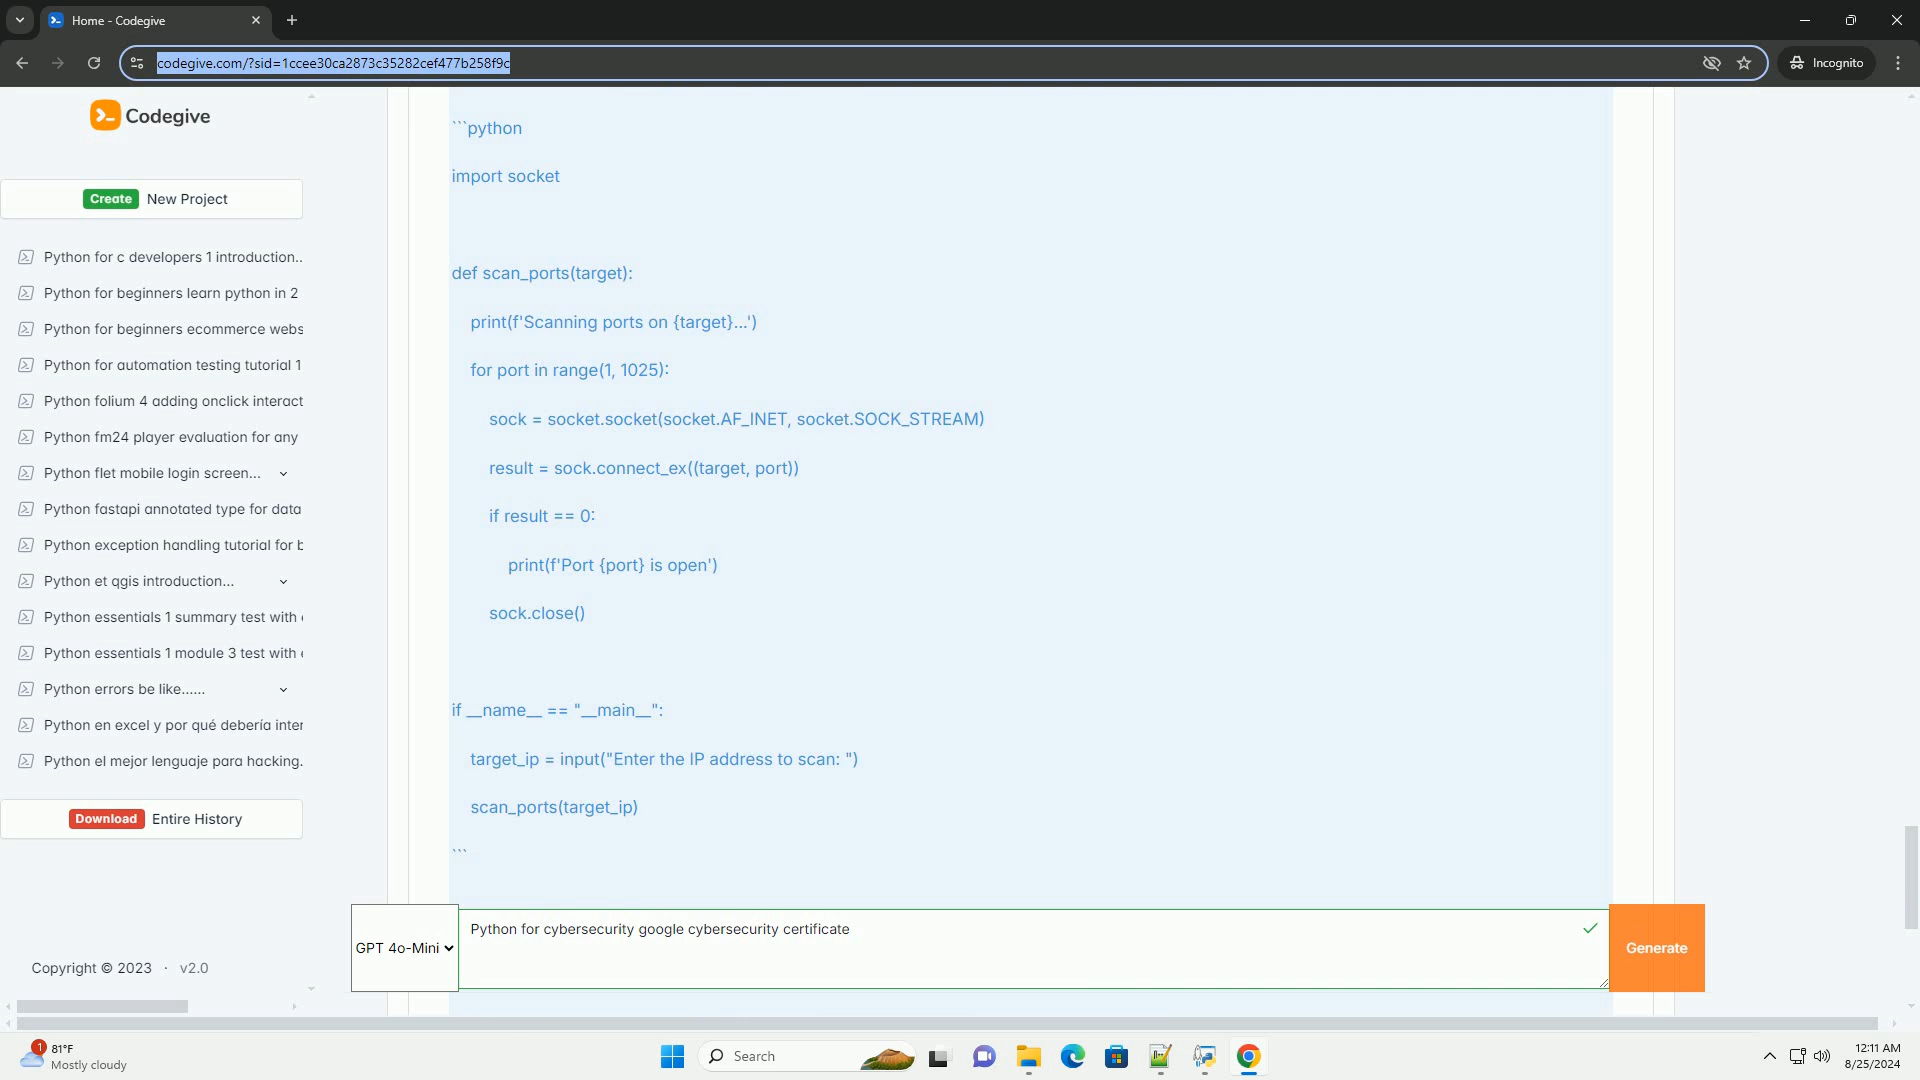 Home - Codegive
codegive.com/?sid=1ccee30ca2873c35282cef477b258f9c
Incognito
Codegive
Create New Project
Python for c developers 1 introduction..
Python for beginners learn python in 2
Python for beginners ecommerce webs
Python for automation testing tutorial 1
Python folium 4 adding onclick interact
Python fm24 player evaluation for any
Python flet mobile login screen...
Python fastapi annotated type for data
Python exception handling tutorial for b
Python et qgis introduction...
Python essentials 1 summary test with
Python essentials 1 module 3 test with
Python errors be like......
Python en excel y por qué debería inter
Python el mejor lenguaje para hacking.
Download Entire History
Copyright © 2023 · v2.0
```python
import socket
def scan_ports(target):
print(f'Scanning ports on {target}...')
for port in range(1, 1025):
sock = socket.socket(socket.AF_INET, socket.SOCK_STREAM)
result = sock.connect_ex((target, port))
if result == 0:
print(f'Port {port} is open')
sock.close()
if __name__ == "__main__":
target_ip = input("Enter the IP address to scan: ")
scan_ports(target_ip)
```
GPT 4o-Mini
Python for cybersecurity google cybersecurity certificate
Generate
1
81°F
Mostly cloudy
Search
12:11 AM
8/25/2024